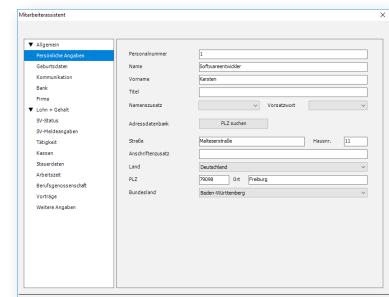 Mitarbeiterassistent
▼ Allgemein
Persönliche Angaben
Geburtsdaten
Kommunikation
Bank
Firma
▼ Lohn + Gehalt
SV-Status
SV-Meldeangaben
Tätigkeit
Kassen
Steuerdaten
Arbeitszeit
Berufsgenossenschaft
Vorträge
Weitere Angaben
Personalnummer 1
Name Softwareentwickler
Vorname Karsten
Titel
Namenszusatz Vorsatzwort
Adressdatenbank PLZ suchen
Straße Malteserstraße Hausnr. 11
Anschriftenzusatz
Land Deutschland
PLZ 79098 Ort Freiburg
Bundesland Baden-Württemberg